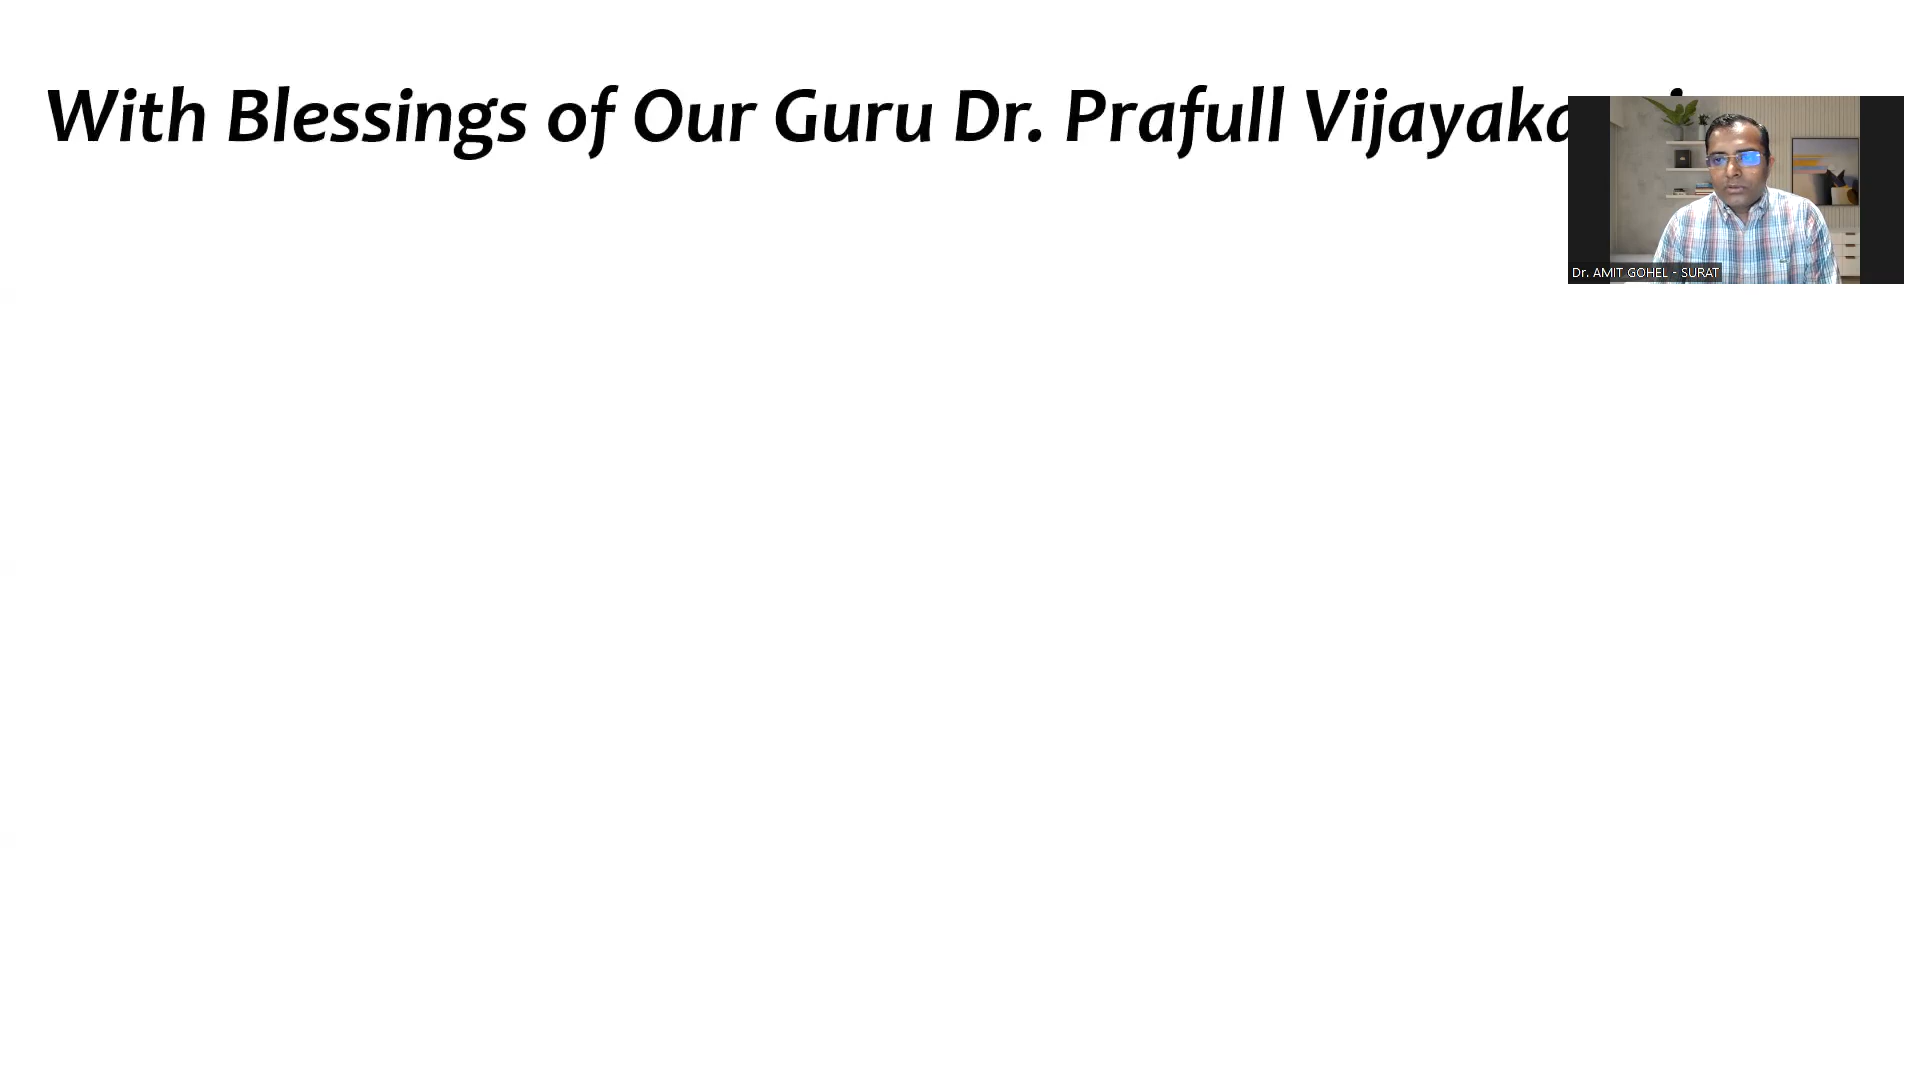 With Blessings of Our Guru Dr. Prafull Vijayaka
Dr. AMIT GOHEL - SURAT